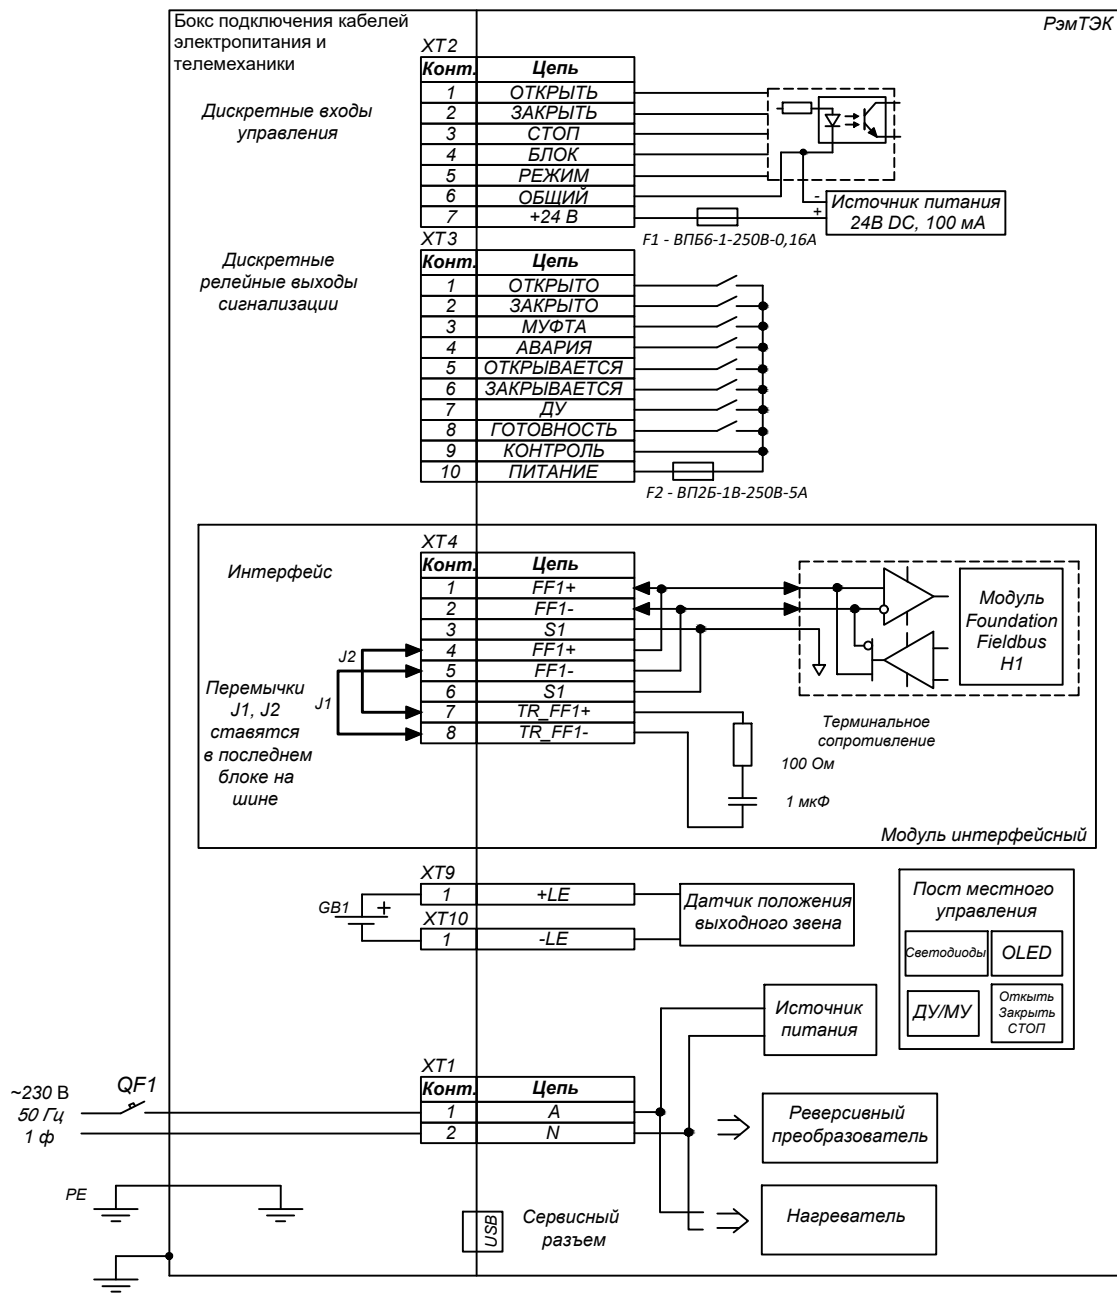 Бокс подключения кабелей
электропитания и
телемеханики
РэмТЭК
Дискретные входы
управления
XT2
Конт. Цепь
1 ОТКРЫТЬ
2 ЗАКРЫТЬ
3 СТОП
4 БЛОК
5 РЕЖИМ
6 ОБЩИЙ
7 +24 В
-
+
Источник питания
24В DC, 100 мА
F1 - ВПБ6-1-250В-0,16А
Дискретные
релейные выходы
сигнализации
XT3
Конт. Цепь
1 ОТКРЫТО
2 ЗАКРЫТО
3 МУФТА
4 АВАРИЯ
5 ОТКРЫВАЕТСЯ
6 ЗАКРЫВАЕТСЯ
7 ДУ
8 ГОТОВНОСТЬ
9 КОНТРОЛЬ
10 ПИТАНИЕ
F2 - ВП2Б-1В-250В-5А
Интерфейс
XT4
Конт. Цепь
1 FF1+
2 FF1-
3 S1
4 FF1+
5 FF1-
6 S1
7 TR_FF1+
8 TR_FF1-
J2
J1
Перемычки
J1, J2
ставятся
в последнем
блоке на
шине
Модуль
Foundation
Fieldbus
H1
Терминальное
сопротивление
100 Ом
1 мкФ
Модуль интерфейсный
XT9
1 +LE
XT10
1 -LE
GB1
+
Датчик положения
выходного звена
Пост местного
управления
Светодиоды
OLED
ДУ/МУ
Откыть
Закрыть
СТОП
Источник
питания
XT1
Конт. Цепь
1 A
2 N
~230 В
50 Гц
1 ф
QF1
Реверсивный
преобразователь
PE
USB
Сервисный
разъем
Нагреватель